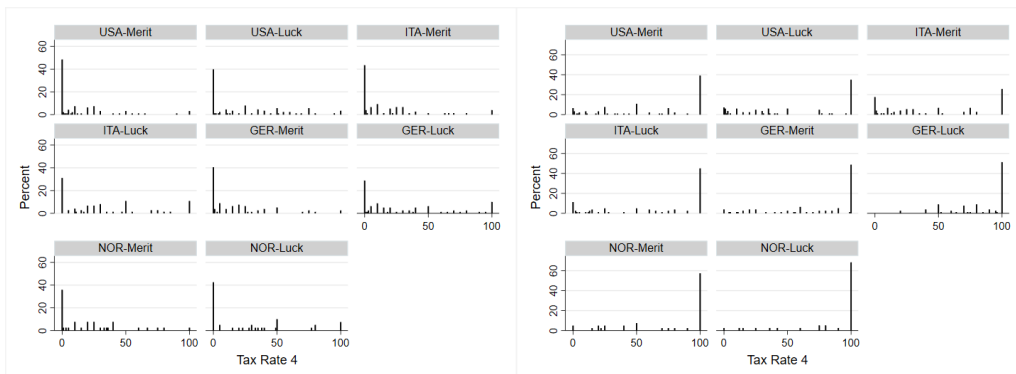 USA-Merit USA-Luck ITA-Merit
0 20 40 60
ITA-Luck GER-Merit GER-Luck
0 20 40 60
0 50 100
NOR-Merit NOR-Luck
0 20 40 60
0 50 100 0 50 100
Percent
Tax Rate 4
USA-Merit USA-Luck ITA-Merit
0 20 40 60
ITA-Luck GER-Merit GER-Luck
0 20 40 60
0 50 100
NOR-Merit NOR-Luck
0 20 40 60
0 50 100 0 50 100
Percent
Tax Rate 4